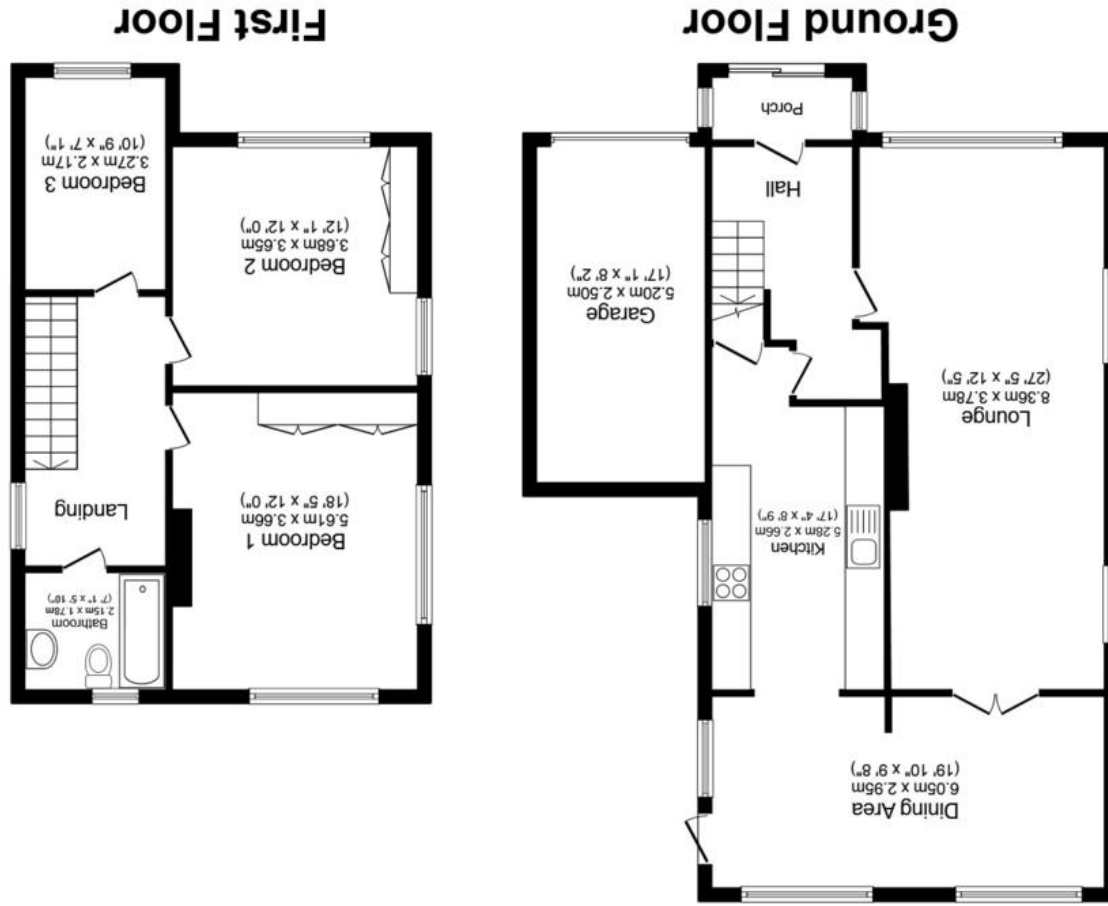 Ground Floor
Dining Area
6.05m x 2.95m
(19' 10" x 9' 8")
Kitchen
5.28m x 2.66m
(17' 4" x 8' 9")
Lounge
8.36m x 3.78m
(27' 5" x 12' 5")
Garage
5.20m x 2.50m
(17' 1" x 8' 2")
Hall
Porch
First Floor
Bathroom
2.15m x 1.78m
(7' 1" x 5' 10")
Landing
Bedroom 1
5.61m x 3.66m
(18' 5" x 12' 0")
Bedroom 2
3.68m x 3.65m
(12' 1" x 12' 0")
Bedroom 3
3.27m x 2.17m
(10' 9" x 7' 1")